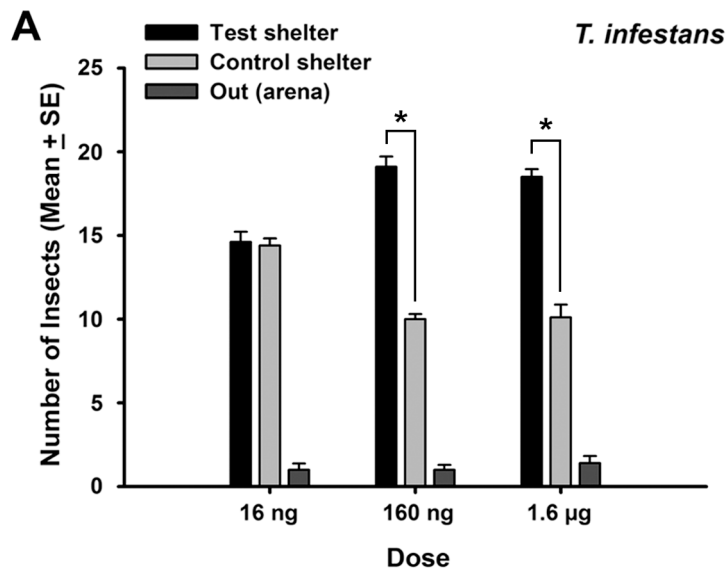 A
T. infestans
Test shelter
Control shelter
Out (arena)
Number of Insects (Mean ± SE)
25
20
15
10
5
0
*
*
16 ng
160 ng
1.6 µg
Dose